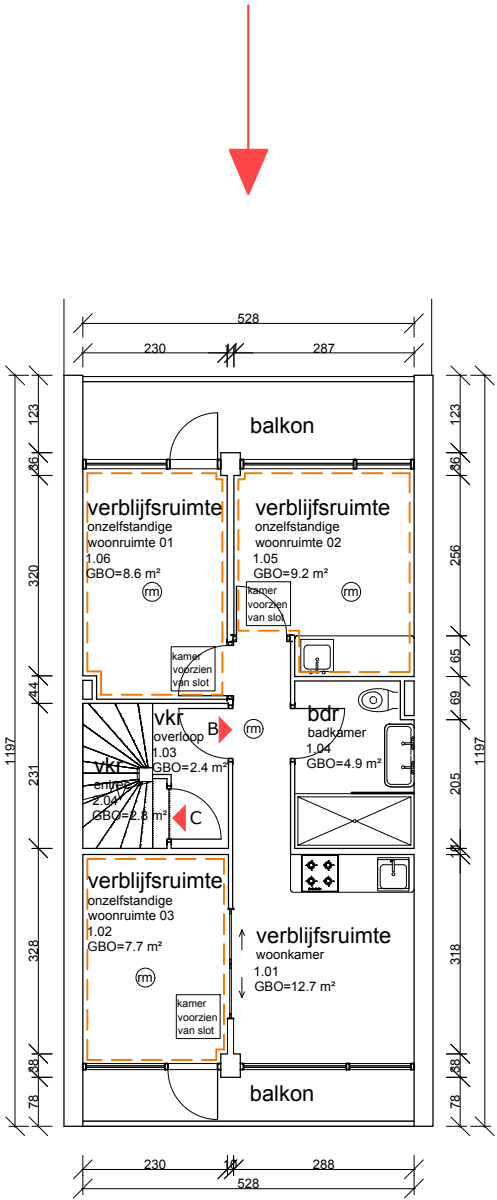 528
230
11
287
123
balkon
123
36
36
verblijfsruimte
onzelfstandige
woonruimte 01
1.06
GBO=8.6 m²
rm
verblijfsruimte
onzelfstandige
woonruimte 02
1.05
GBO=9.2 m²
rm
kamer
voorzien
van slot
320
256
kamer
voorzien
van slot
65
44
69
1197
1197
vkr
overloop
1.03
GBO=2.4 m²
B
rm
bdr
badkamer
1.04
GBO=4.9 m²
vkr
entree
2.04
GBO=2.8 m²
C
231
205
verblijfsruimte
onzelfstandige
woonruimte 03
1.02
GBO=7.7 m²
rm
kamer
voorzien
van slot
verblijfsruimte
woonkamer
1.01
GBO=12.7 m²
328
318
38
38
78
balkon
78
230
288
528